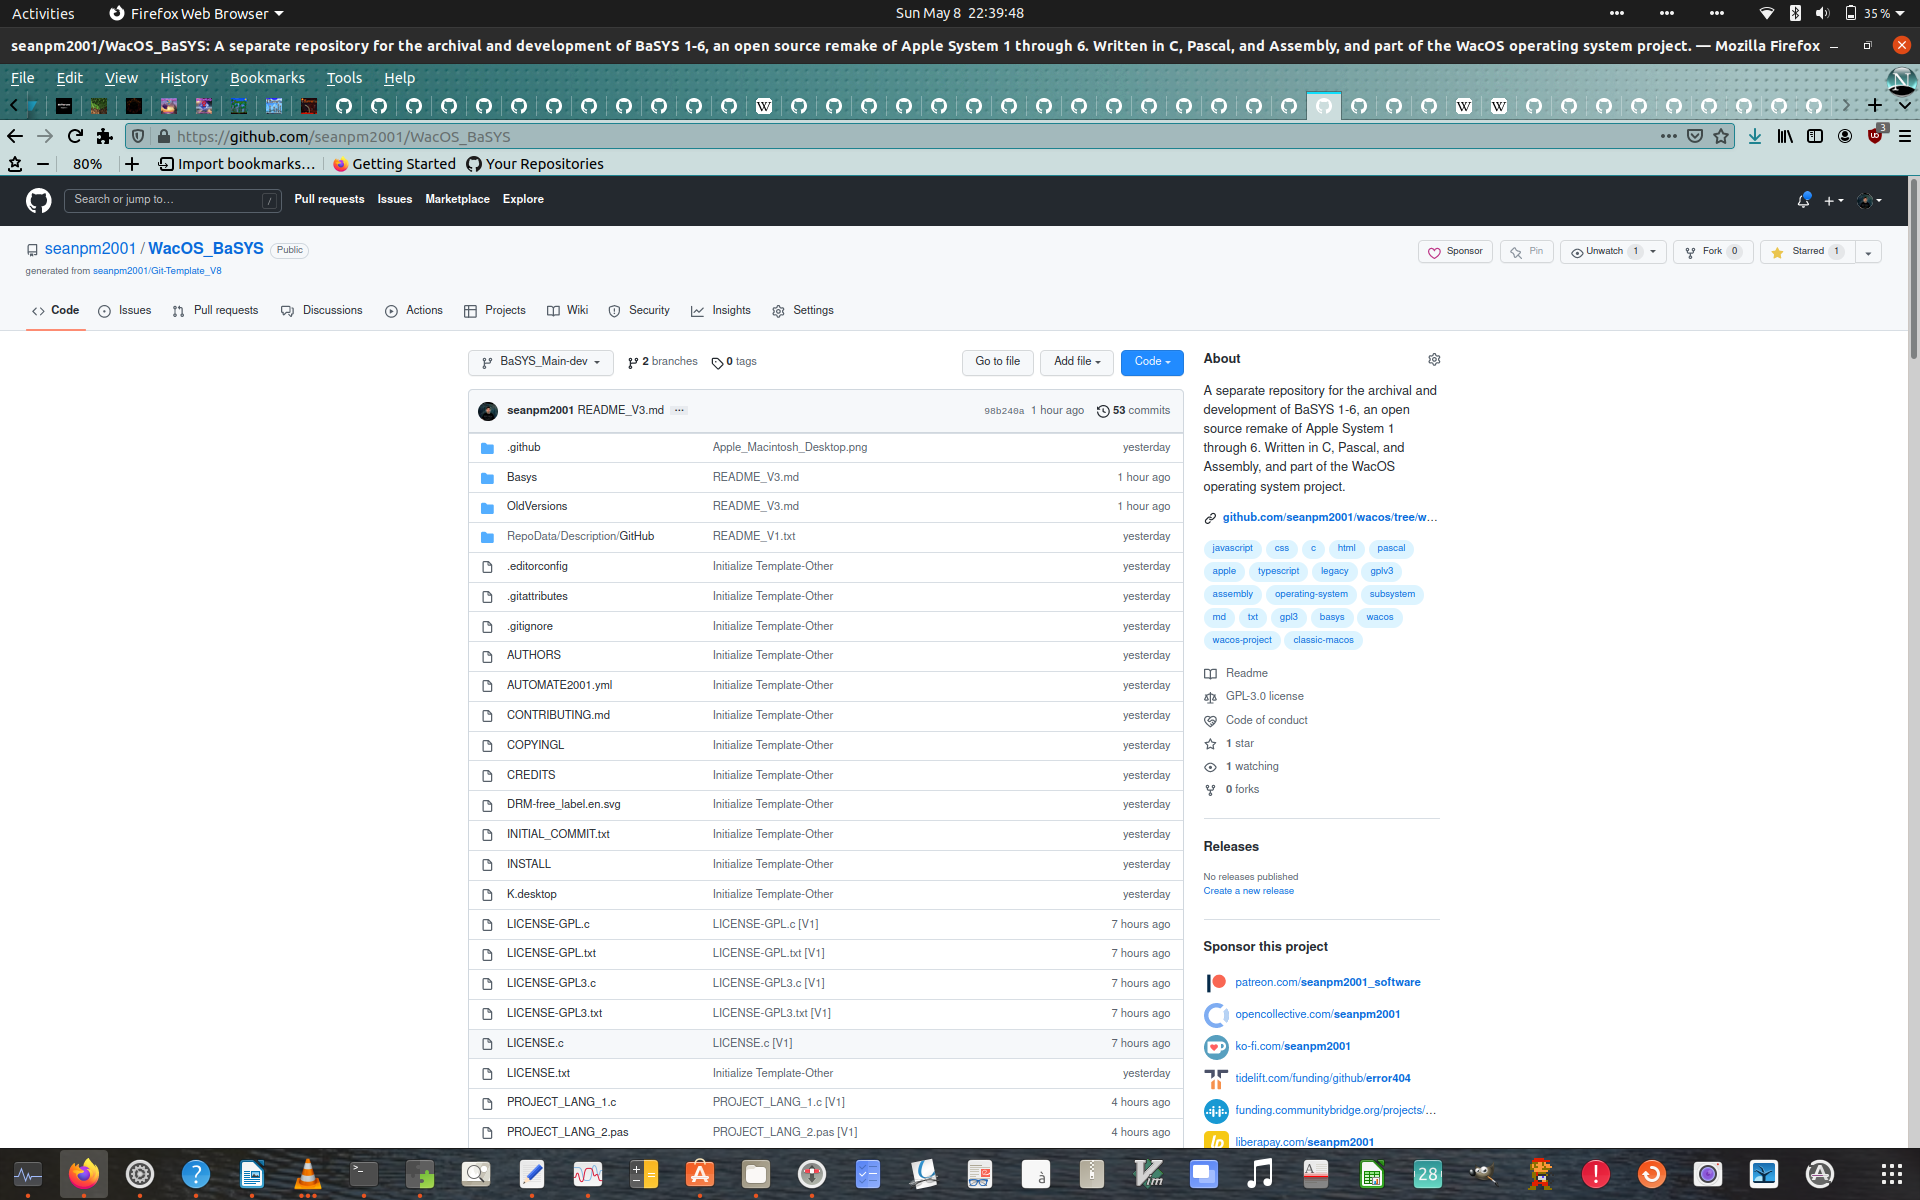 Activities
Firefox Web Browser
Sun May 8 22:39:48
35 %
seanpm2001/WacOS_BaSYS: A separate repository for the archival and development of BaSYS 1-6, an open source remake of Apple System 1 through 6. Written in C, Pascal, and Assembly, and part of the WacOS operating system project. — Mozilla Firefox
File Edit View History Bookmarks Tools Help
https://github.com/seanpm2001/WacOS_BaSYS
3
80% Import bookmarks... Getting Started Your Repositories
Search or jump to... /
Pull requests Issues Marketplace Explore
seanpm2001 / WacOS_BaSYS Public
generated from seanpm2001/Git-Template_V8
Sponsor Pin Unwatch 1 Fork 0 Starred 1
Code Issues Pull requests Discussions Actions Projects Wiki Security Insights Settings
BaSYS_Main-dev 2 branches 0 tags Go to file Add file Code
seanpm2001 README_V3.md ... 98b240a 1 hour ago 53 commits
.github Apple_Macintosh_Desktop.png yesterday
Basys README_V3.md 1 hour ago
OldVersions README_V3.md 1 hour ago
RepoData/Description/GitHub README_V1.txt yesterday
.editorconfig Initialize Template-Other yesterday
.gitattributes Initialize Template-Other yesterday
.gitignore Initialize Template-Other yesterday
AUTHORS Initialize Template-Other yesterday
AUTOMATE2001.yml Initialize Template-Other yesterday
CONTRIBUTING.md Initialize Template-Other yesterday
COPYINGL Initialize Template-Other yesterday
CREDITS Initialize Template-Other yesterday
DRM-free_label.en.svg Initialize Template-Other yesterday
INITIAL_COMMIT.txt Initialize Template-Other yesterday
INSTALL Initialize Template-Other yesterday
K.desktop Initialize Template-Other yesterday
LICENSE-GPL.c LICENSE-GPL.c [V1] 7 hours ago
LICENSE-GPL.txt LICENSE-GPL.txt [V1] 7 hours ago
LICENSE-GPL3.c LICENSE-GPL3.c [V1] 7 hours ago
LICENSE-GPL3.txt LICENSE-GPL3.txt [V1] 7 hours ago
LICENSE.c LICENSE.c [V1] 7 hours ago
LICENSE.txt Initialize Template-Other yesterday
PROJECT_LANG_1.c PROJECT_LANG_1.c [V1] 4 hours ago
PROJECT_LANG_2.pas PROJECT_LANG_2.pas [V1] 4 hours ago
About
A separate repository for the archival and
development of BaSYS 1-6, an open
source remake of Apple System 1
through 6. Written in C, Pascal, and
Assembly, and part of the WacOS
operating system project.
github.com/seanpm2001/wacos/tree/w...
javascript css c html pascal
apple typescript legacy gplv3
assembly operating-system subsystem
md txt gpl3 basys wacos
wacos-project classic-macos
Readme
GPL-3.0 license
Code of conduct
1 star
1 watching
0 forks
Releases
No releases published
Create a new release
Sponsor this project
patreon.com/seanpm2001_software
opencollective.com/seanpm2001
ko-fi.com/seanpm2001
tidelift.com/funding/github/error404
funding.communitybridge.org/projects/...
liberapay.com/seanpm2001
28